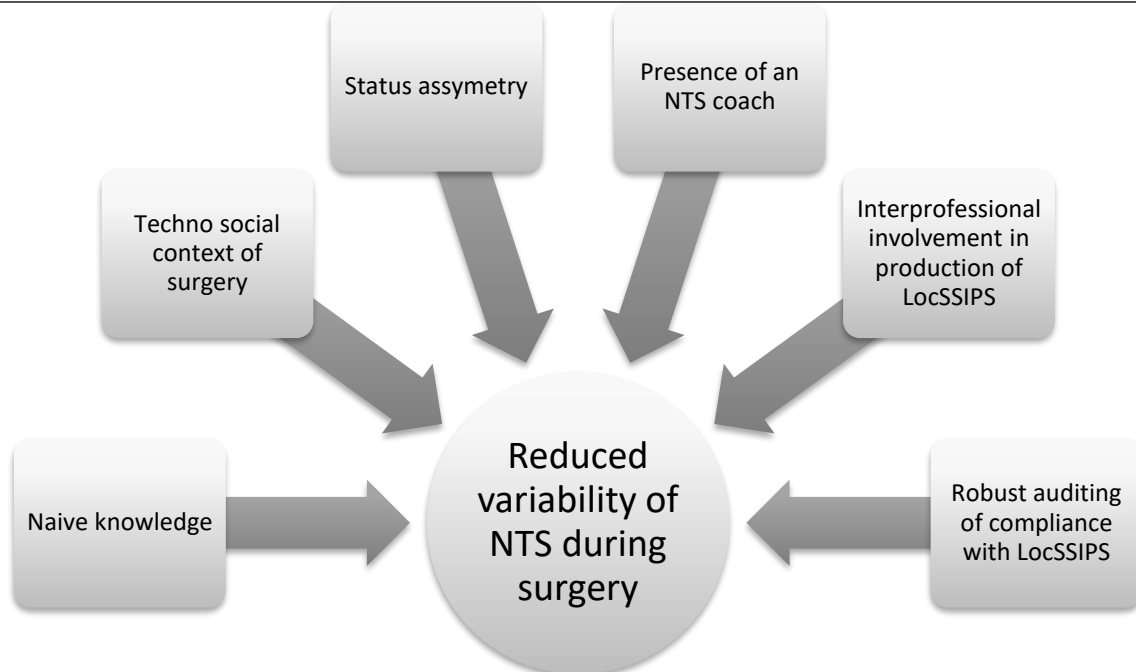 Status assymetry
Presence of an
NTS coach
Techno social
context of
surgery
Interprofessional
involvement in
production of
LocSSIPS
Naive knowledge
Reduced
variability of
NTS during
surgery
Robust auditing
of compliance
with LocSSIPS